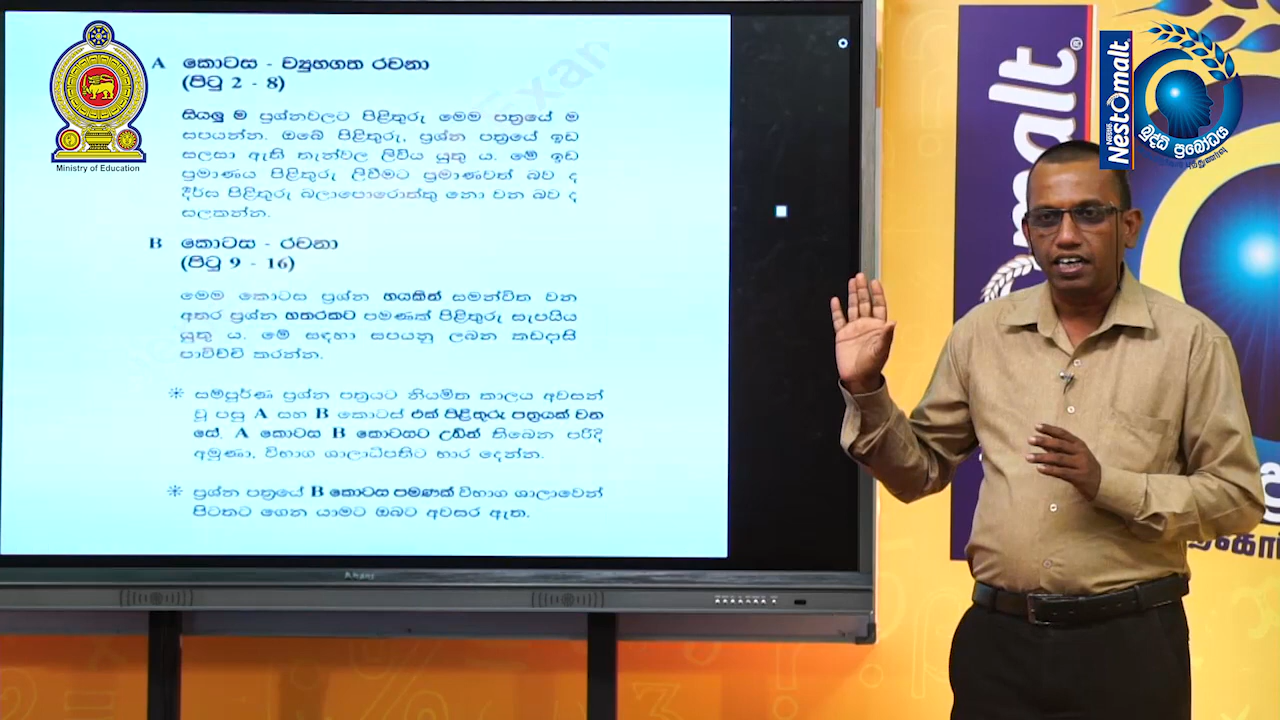 A කොටස - ව්‍යුහගත රචනා
(පිටු 2 - 8)
සියලු ම ප්‍රශ්නවලට පිළිතුරු මෙම පත්‍රයේ ම
සපයන්න. ඔබේ පිළිතුරු, ප්‍රශ්න පත්‍රයේ ඉඩ
සලසා ඇති තැන්වල ලිවිය යුතු ය. මේ ඉඩ
ප්‍රමාණය පිළිතුරු ලිවීමට ප්‍රමාණවත් බව ද
දීර්ඝ පිළිතුරු බලාපොරොත්තු නො වන බව ද
සලකන්න.
B කොටස - රචනා
(පිටු 9 - 16)
මෙම කොටස ප්‍රශ්න හයකින් සමන්විත වන
අතර ප්‍රශ්න හතරකට පමණක් පිළිතුරු සැපයිය
යුතු ය. මේ සඳහා සපයනු ලබන කඩදාසි
පාවිච්චි කරන්න.
✳ සම්පූර්ණ ප්‍රශ්න පත්‍රයට නියමිත කාලය අවසන්
වූ පසු A සහ B කොටස් එක් පිළිතුරු පත්‍රයක් වන
සේ, A කොටස B කොටසට උඩින් තිබෙන පරිදි
අමුණා, විභාග ශාලාධිපතිට භාර දෙන්න.
✳ ප්‍රශ්න පත්‍රයේ B කොටස පමණක් විභාග ශාලාවෙන්
පිටතට ගෙන යාමට ඔබට අවසර ඇත.
Ministry of Education
Nestlé
Nestomalt
බුද්ධි ප්‍රබෝධය
omalt